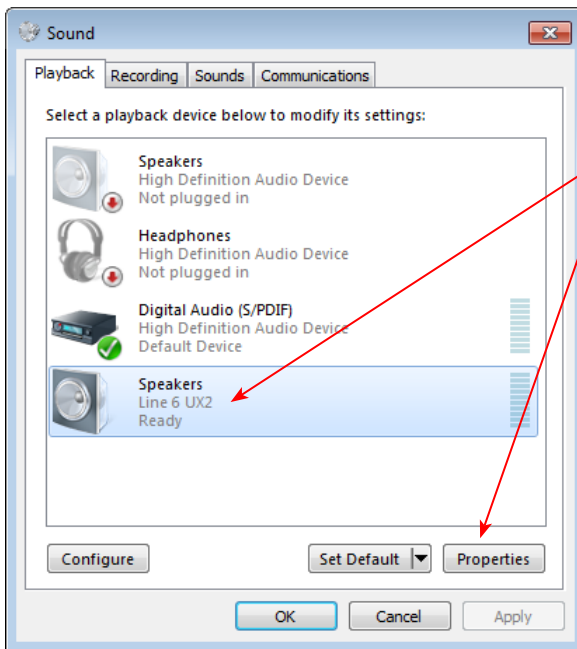 Sound
Playback Recording Sounds Communications
Select a playback device below to modify its settings:
Speakers
High Definition Audio Device
Not plugged in
Headphones
High Definition Audio Device
Not plugged in
Digital Audio (S/PDIF)
High Definition Audio Device
Default Device
Speakers
Line 6 UX2
Ready
Configure Set Default Properties
OK Cancel Apply